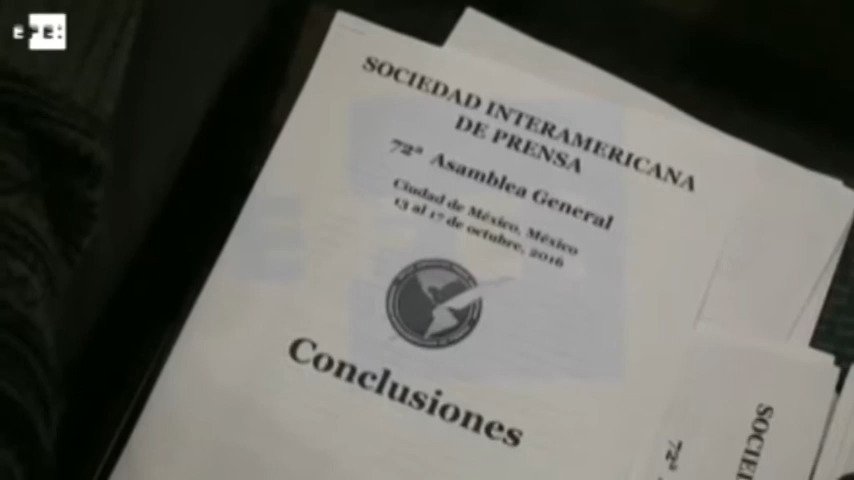 EFE:
SOCIEDAD INTERAMERICANA
DE PRENSA
72ª Asamblea General
Ciudad de México, México
13 al 17 de octubre, 2016
Conclusiones
SOCIE
72ª